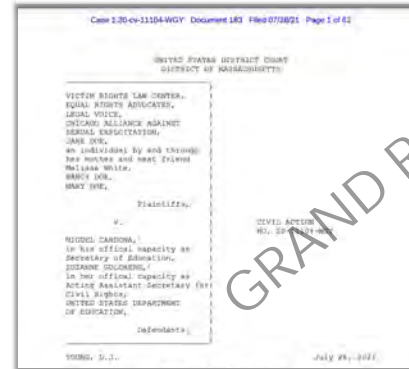 Case 1:20-cv-11104-WGY Document 183 Filed 07/28/21 Page 1 of 62
UNITED STATES DISTRICT COURT
DISTRICT OF MASSACHUSETTS
VICTIM RIGHTS LAW CENTER,
EQUAL RIGHTS ADVOCATES,
LEGAL VOICE,
CHICAGO ALLIANCE AGAINST
SEXUAL EXPLOITATION,
JANE DOE,
an individual by and through
her mother and next friend
Melissa White,
NANCY DOE,
MARY DOE,
Plaintiffs,
v.
CIVIL ACTION
NO. 20-11104-WGY
MIGUEL CARDONA,
in his official capacity as
Secretary of Education,
SUZANNE GOLDBERG,
in her official capacity as
Acting Assistant Secretary for
Civil Rights,
UNITED STATES DEPARTMENT
OF EDUCATION,
Defendants.
YOUNG, D.J.
July 28, 2021
GRAND R